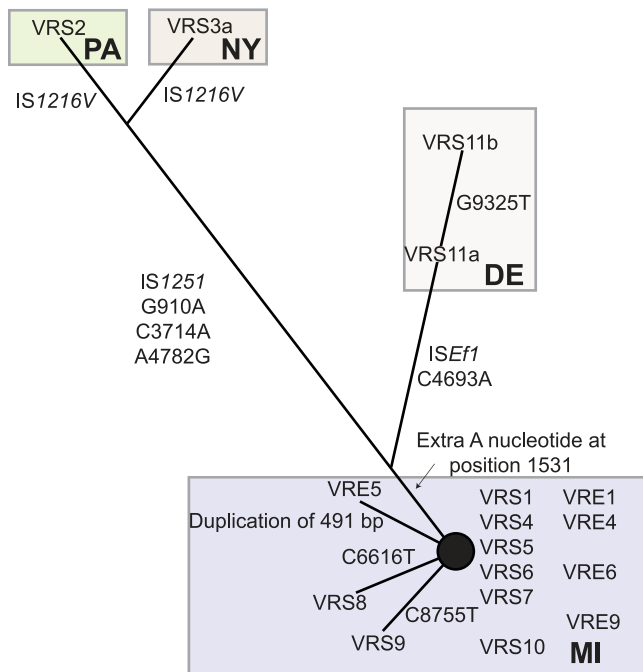 VRS2
PA
VRS3a
NY
IS1216V
IS1216V
VRS11b
G9325T
VRS11a
DE
IS1251
G910A
C3714A
A4782G
ISEf1
C4693A
Extra A nucleotide at
position 1531
VRE5
Duplication of 491 bp
C6616T
VRS8
C8755T
VRS9
VRS1 VRE1
VRS4 VRE4
VRS5
VRS6 VRE6
VRS7
VRE9
VRS10
MI